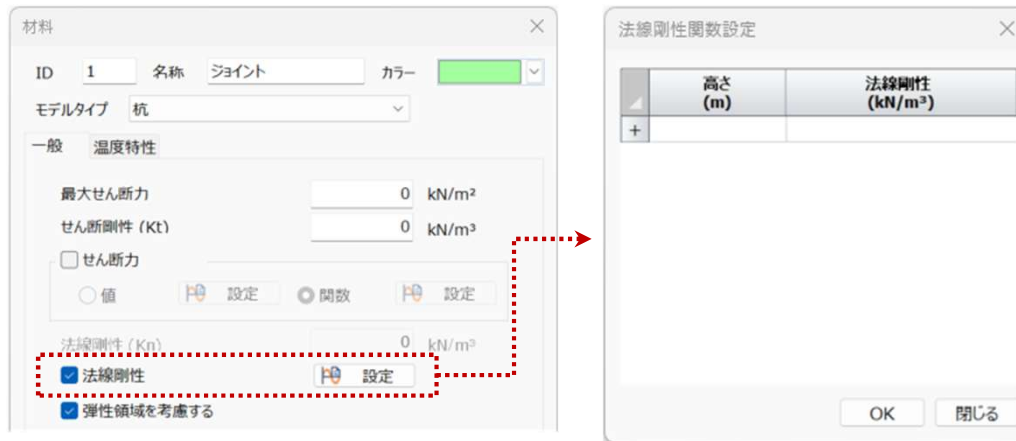 材料
ID 1 名称 ジョイント カラー
モデルタイプ 杭
一般 温度特性
最大せん断力 0 kN/m²
せん断剛性 (Kt) 0 kN/m³
せん断力
値 設定 関数 設定
法線剛性 (Kn) 0 kN/m³
法線剛性 設定
弾性領域を考慮する
法線剛性関数設定
高さ
(m)
法線剛性
(kN/m³)
+
OK 閉じる